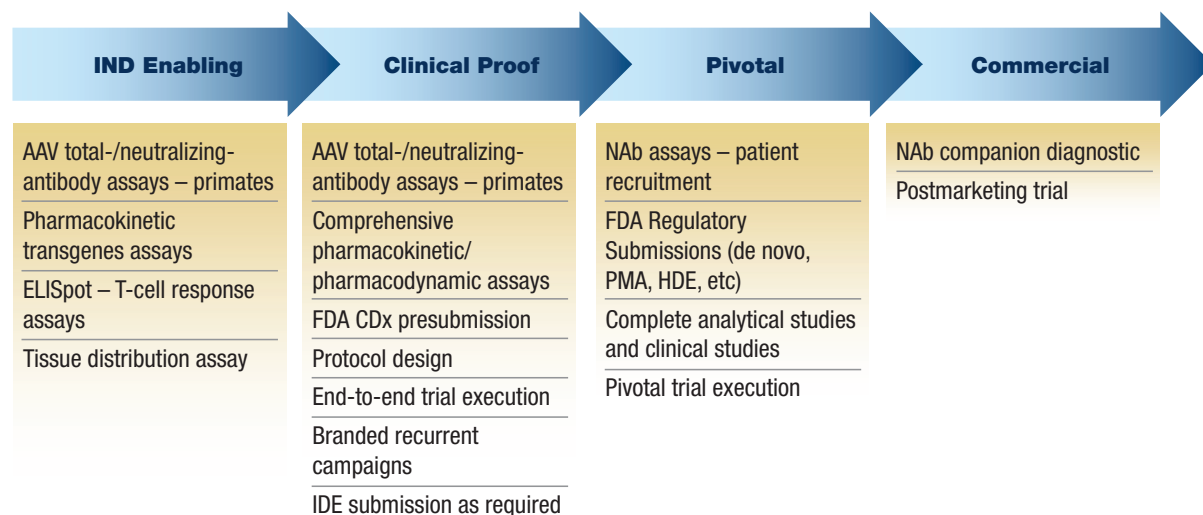 IND Enabling
Clinical Proof
Pivotal
Commercial
AAV total-/neutralizing-
antibody assays – primates
Pharmacokinetic
transgenes assays
ELISpot – T-cell response
assays
Tissue distribution assay
AAV total-/neutralizing-
antibody assays – primates
Comprehensive
pharmacokinetic/
pharmacodynamic assays
FDA CDx presubmission
Protocol design
End-to-end trial execution
Branded recurrent
campaigns
IDE submission as required
NAb assays – patient
recruitment
FDA Regulatory
Submissions (de novo,
PMA, HDE, etc)
Complete analytical studies
and clinical studies
Pivotal trial execution
NAb companion diagnostic
Postmarketing trial